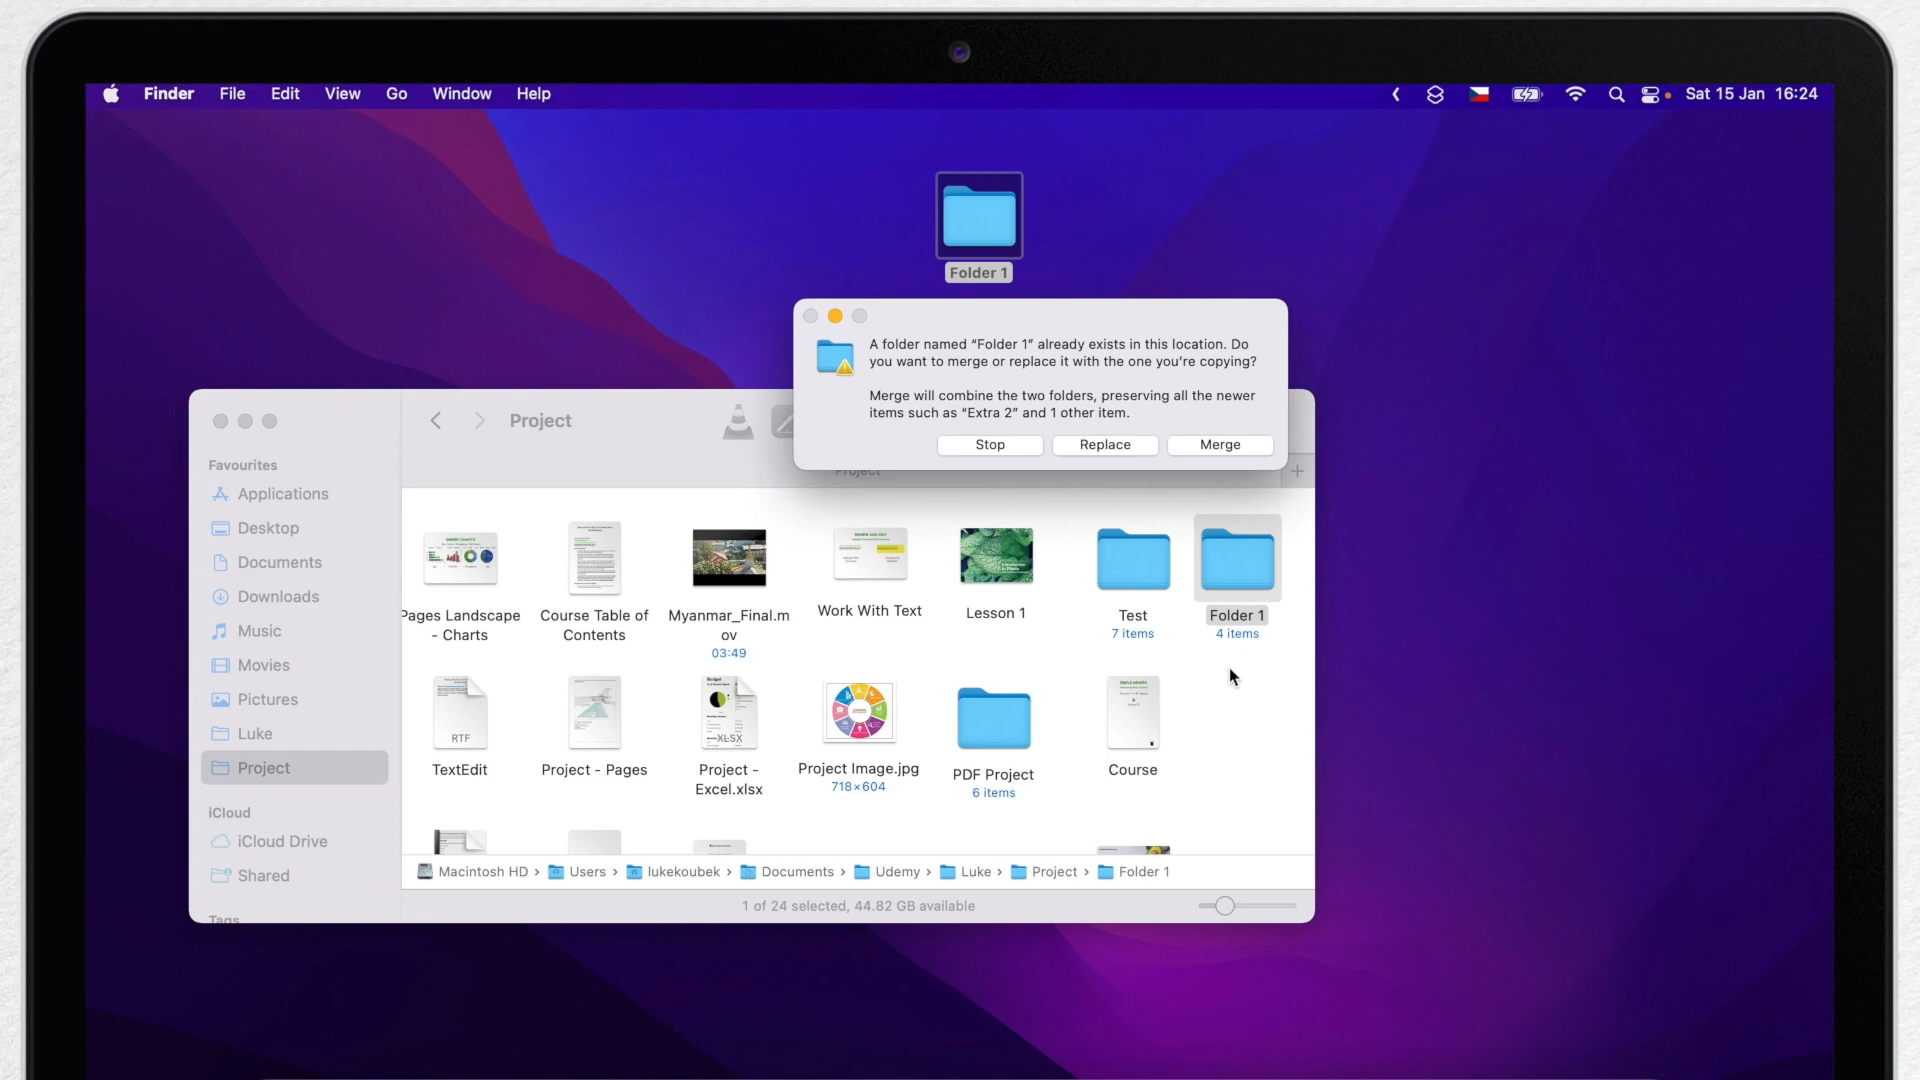 Finder File Edit View Go Window Help
Sat 15 Jan 16:24
Folder 1
A folder named “Folder 1” already exists in this location. Do
you want to merge or replace it with the one you’re copying?
Merge will combine the two folders, preserving all the newer
items such as “Extra 2” and 1 other item.
Stop Replace Merge
Project
Project
Favourites
Applications
Desktop
Documents
Downloads
Music
Movies
Pictures
Luke
Project
iCloud
iCloud Drive
Shared
Tags
Pages Landscape
- Charts
Course Table of
Contents
Myanmar_Final.m
ov
03:49
Work With Text
Lesson 1
Test
7 items
Folder 1
4 items
RTF
TextEdit
Project - Pages
Budget
XLSX
Project -
Excel.xlsx
Project Image.jpg
718×604
PDF Project
6 items
Course
Macintosh HD › Users › lukekoubek › Documents › Udemy › Luke › Project › Folder 1
1 of 24 selected, 44.82 GB available